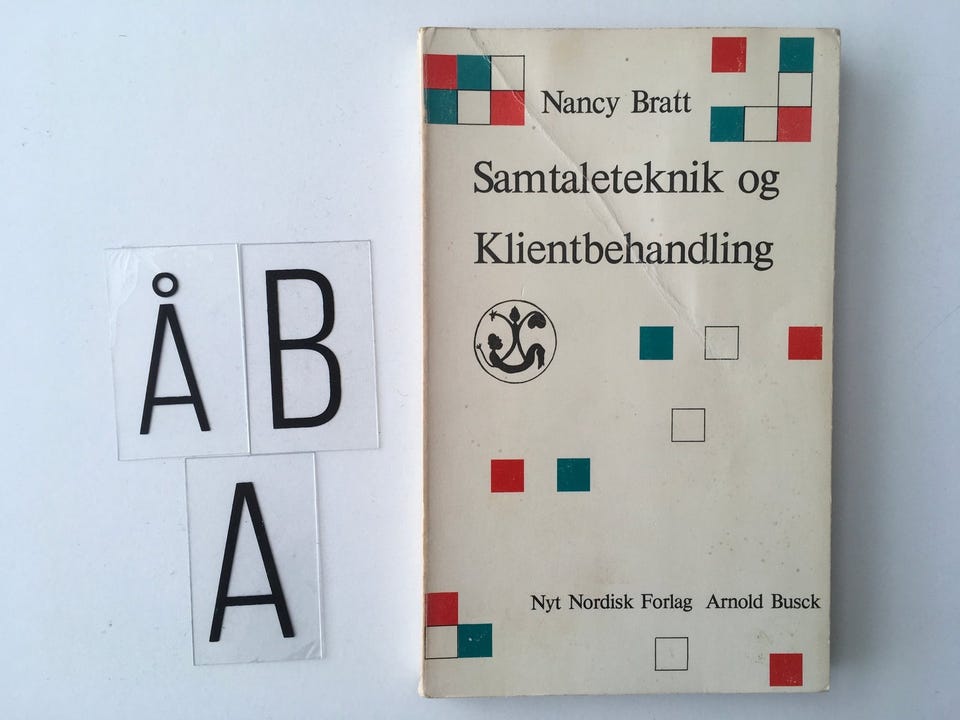 Å B
A
Nancy Bratt
Samtaleteknik og
Klientbehandling
Nyt Nordisk Forlag Arnold Busck